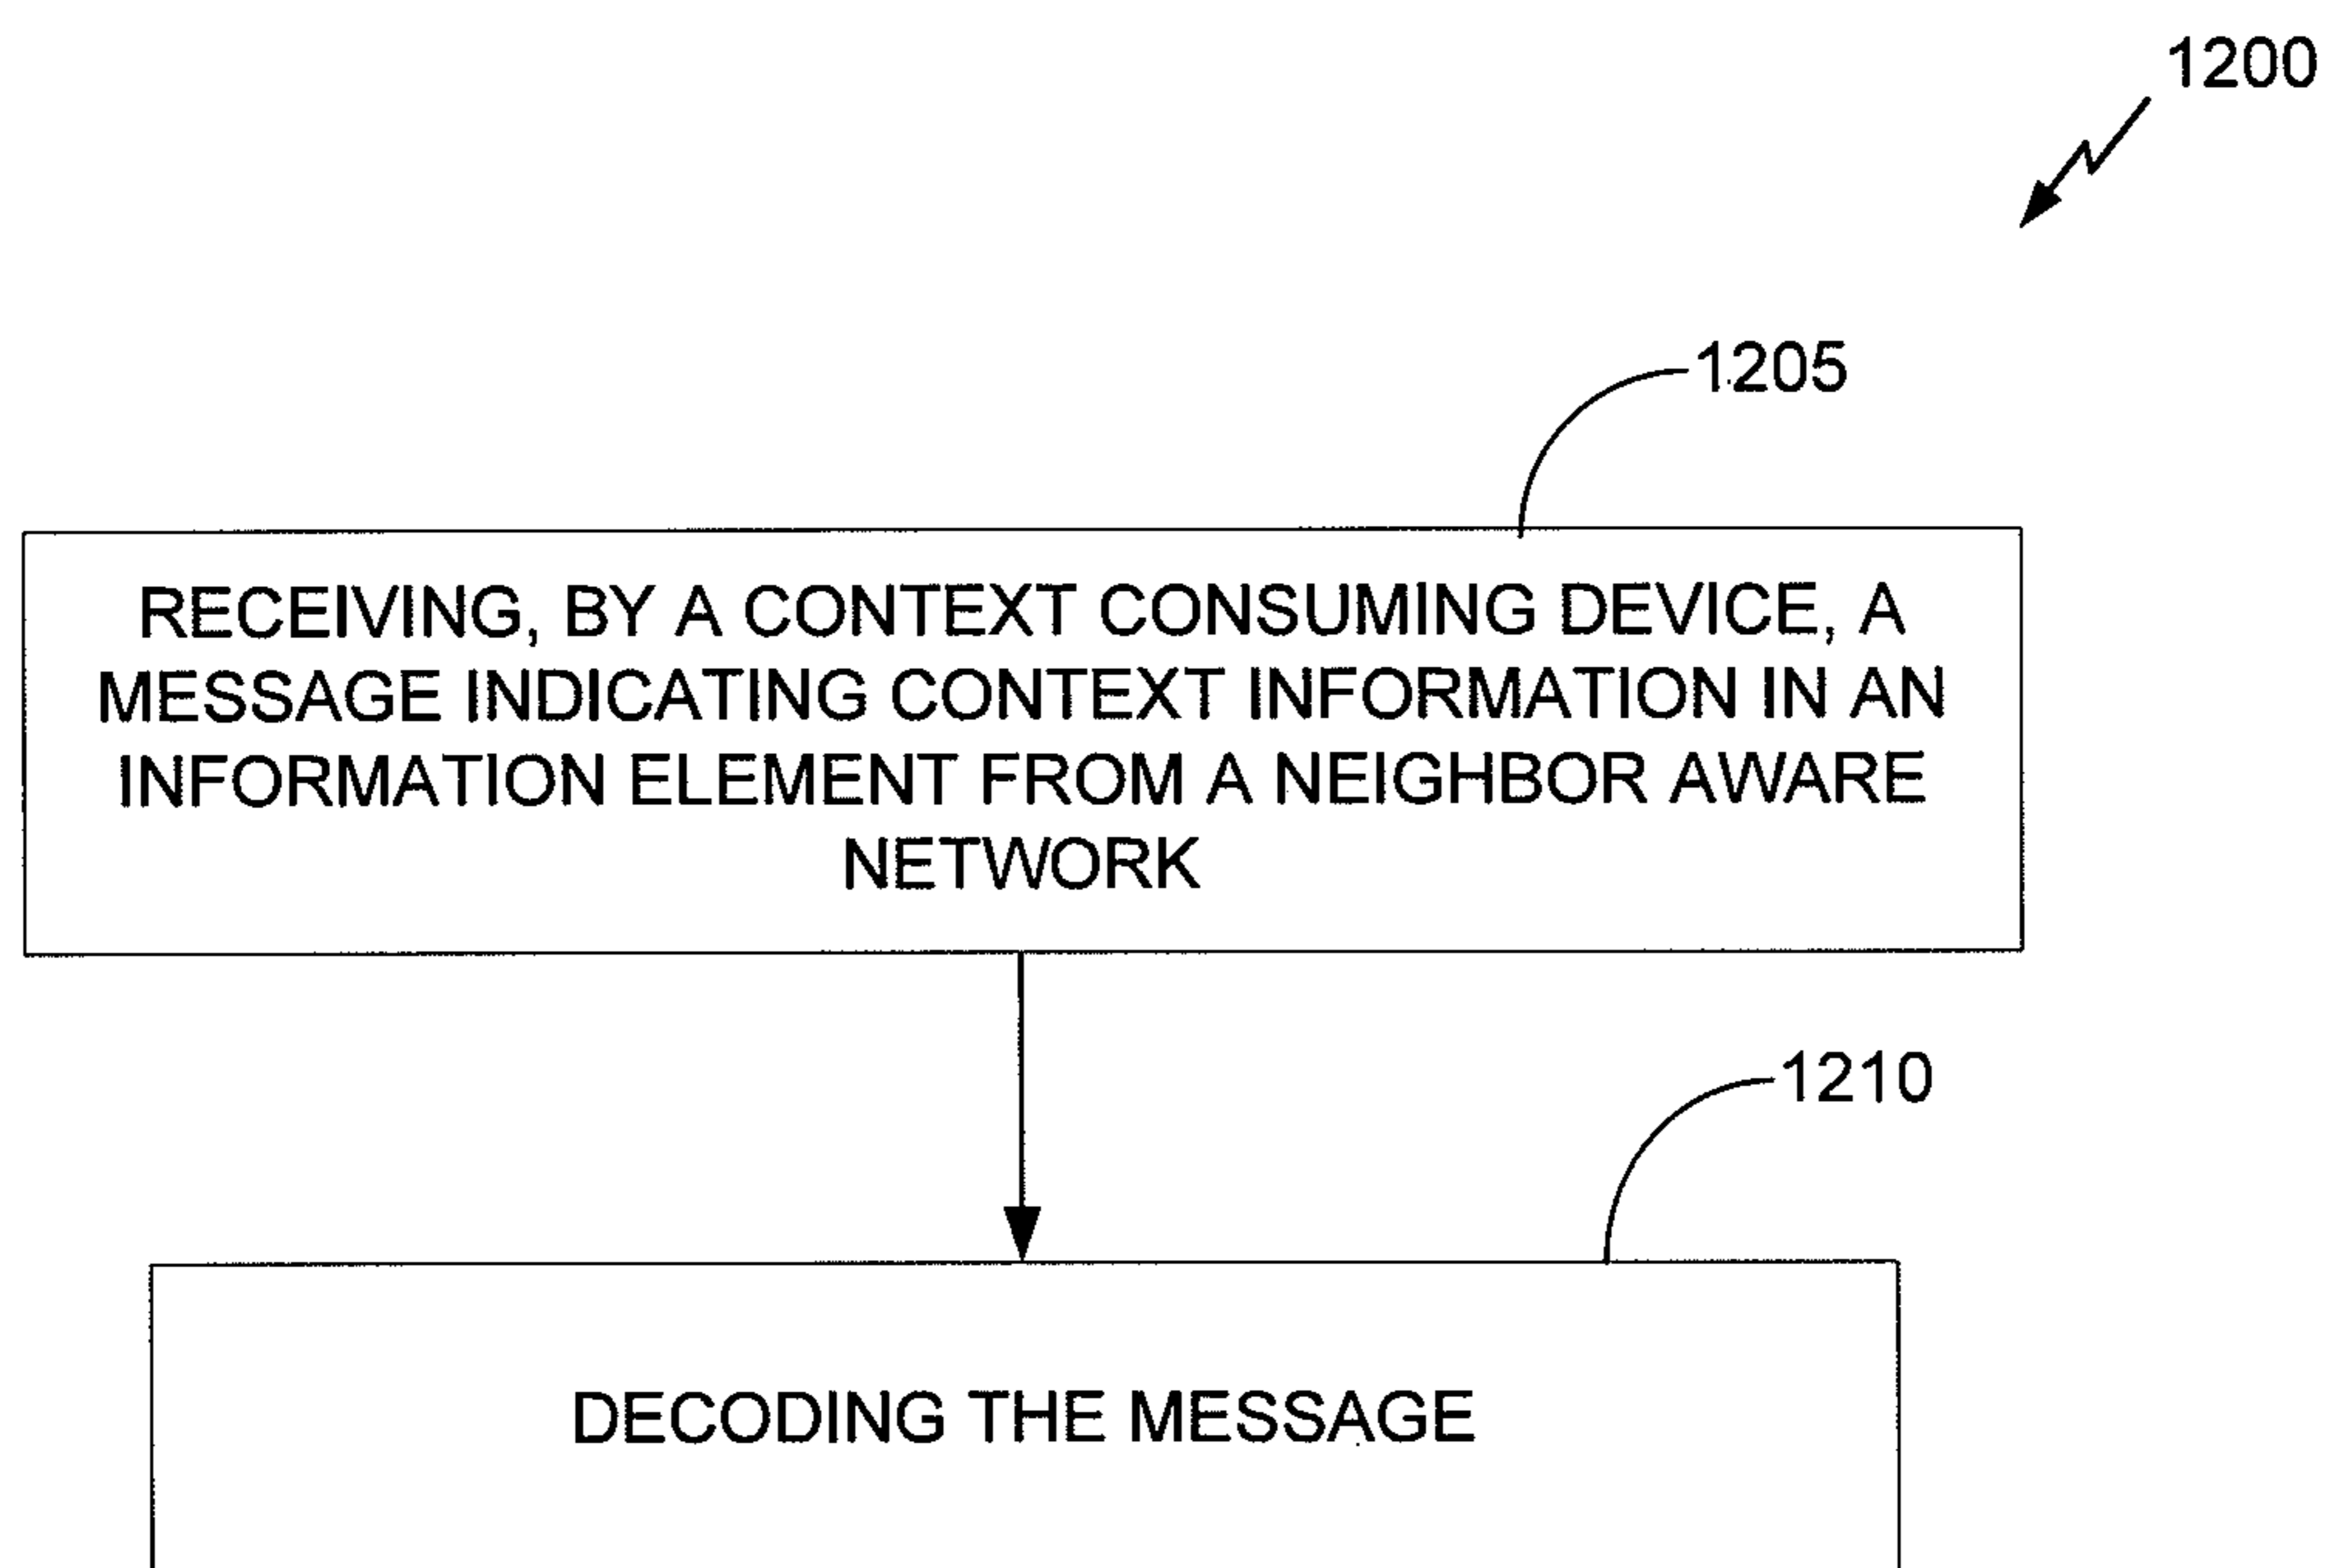 1200
1205
RECEIVING, BY A CONTEXT CONSUMING DEVICE, A
MESSAGE INDICATING CONTEXT INFORMATION IN AN
INFORMATION ELEMENT FROM A NEIGHBOR AWARE
NETWORK
1210
DECODING THE MESSAGE